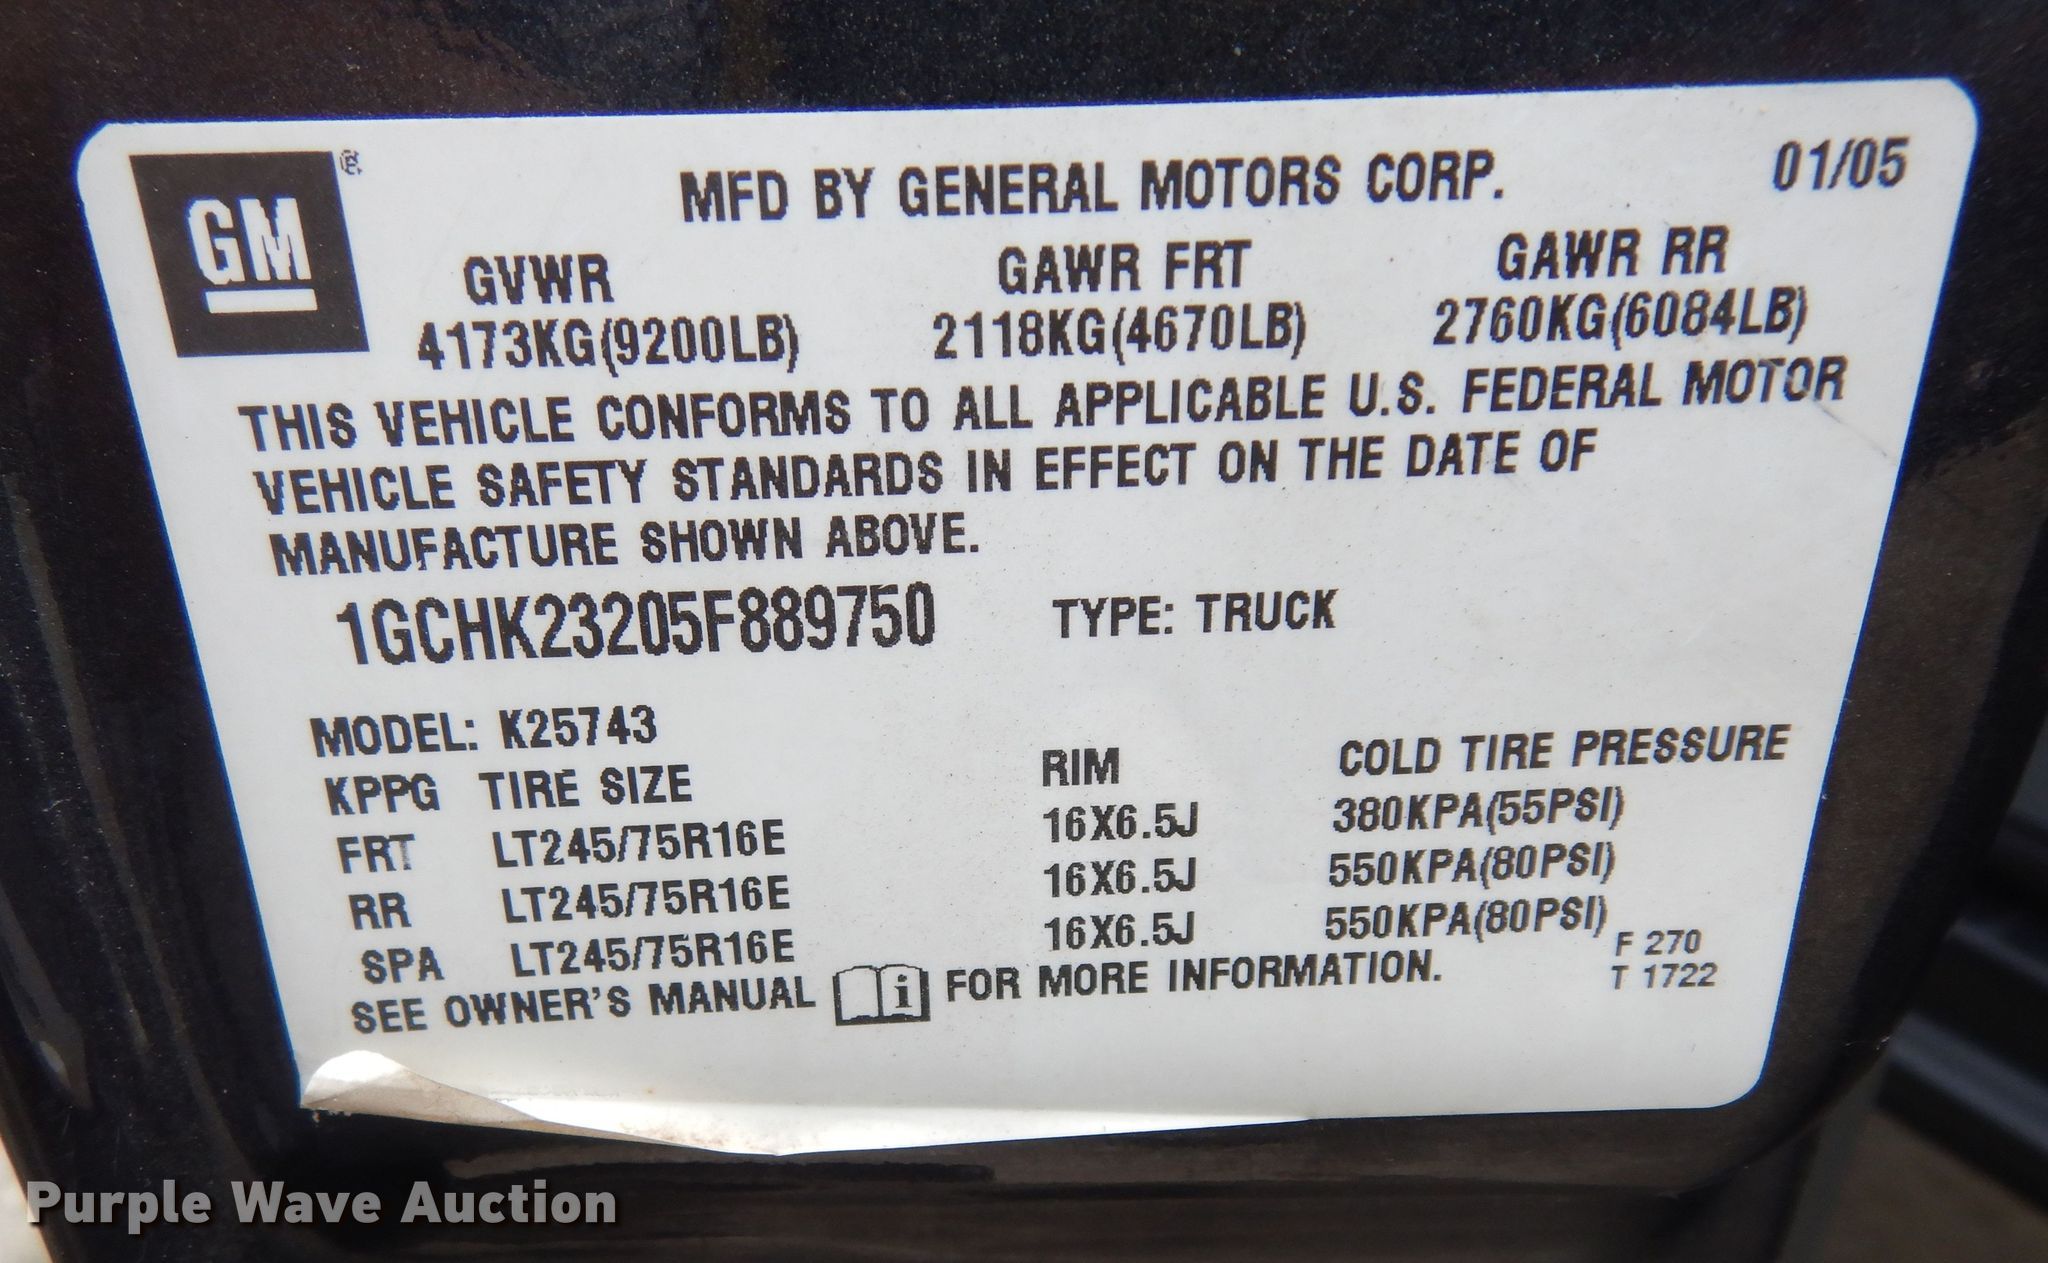 GM
MFD BY GENERAL MOTORS CORP. 01/05
GVWR GAWR FRT GAWR RR
4173KG(9200LB) 2118KG(4670LB) 2760KG(6084LB)
THIS VEHICLE CONFORMS TO ALL APPLICABLE U.S. FEDERAL MOTOR
VEHICLE SAFETY STANDARDS IN EFFECT ON THE DATE OF
MANUFACTURE SHOWN ABOVE.
1GCHK23205F889750 TYPE: TRUCK
MODEL: K25743
KPPG TIRE SIZE RIM COLD TIRE PRESSURE
FRT LT245/75R16E 16X6.5J 380KPA(55PSI)
RR LT245/75R16E 16X6.5J 550KPA(80PSI)
SPA LT245/75R16E 16X6.5J 550KPA(80PSI)
SEE OWNER'S MANUAL i FOR MORE INFORMATION.
F 270
T 1722
Purple Wave Auction